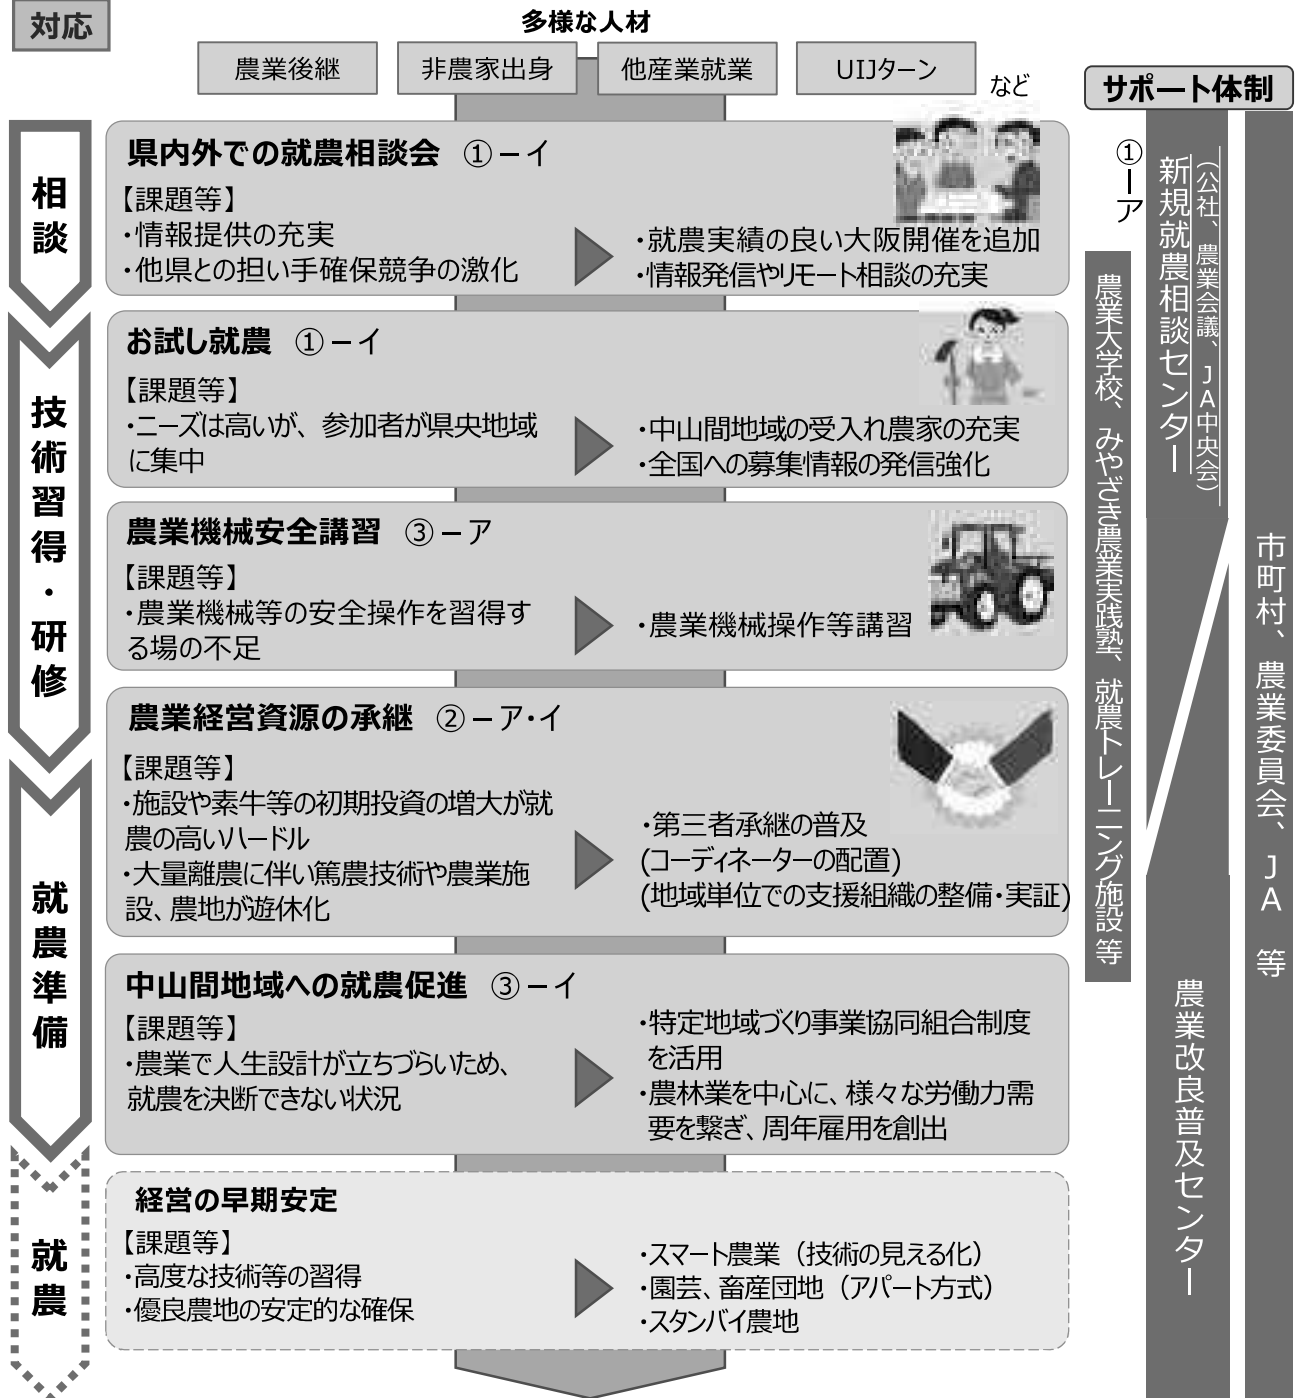 対応
多様な人材
農業後継
非農家出身
他産業就業
UIJターン
など
サポート体制
相談
県内外での就農相談会 ①－イ
【課題等】
・情報提供の充実
・他県との担い手確保競争の激化
・就農実績の良い大阪開催を追加
・情報発信やリモート相談の充実
技術習得・研修
お試し就農 ①－イ
【課題等】
・ニーズは高いが、参加者が県央地域
に集中
・中山間地域の受入れ農家の充実
・全国への募集情報の発信強化
農業機械安全講習 ③－ア
【課題等】
・農業機械等の安全操作を習得す
る場の不足
・農業機械操作等講習
就農準備
農業経営資源の承継 ②－ア・イ
【課題等】
・施設や素牛等の初期投資の増大が就
農の高いハードル
・大量離農に伴い篤農技術や農業施
設、農地が遊休化
・第三者承継の普及
(コーディネーターの配置)
(地域単位での支援組織の整備・実証)
中山間地域への就農促進 ③－イ
【課題等】
・農業で人生設計が立ちづらいため、
就農を決断できない状況
・特定地域づくり事業協同組合制度
を活用
・農林業を中心に、様々な労働力需
要を繋ぎ、周年雇用を創出
就農
経営の早期安定
【課題等】
・高度な技術等の習得
・優良農地の安定的な確保
・スマート農業（技術の見える化）
・園芸、畜産団地（アパート方式）
・スタンバイ農地
①ーア
農業大学校、みやざき農業実践塾、就農トレーニング施設 等
新規就農相談センター
（公社、農業会議、ＪＡ中央会）
農業改良普及センター
市町村、農業委員会、ＪＡ 等